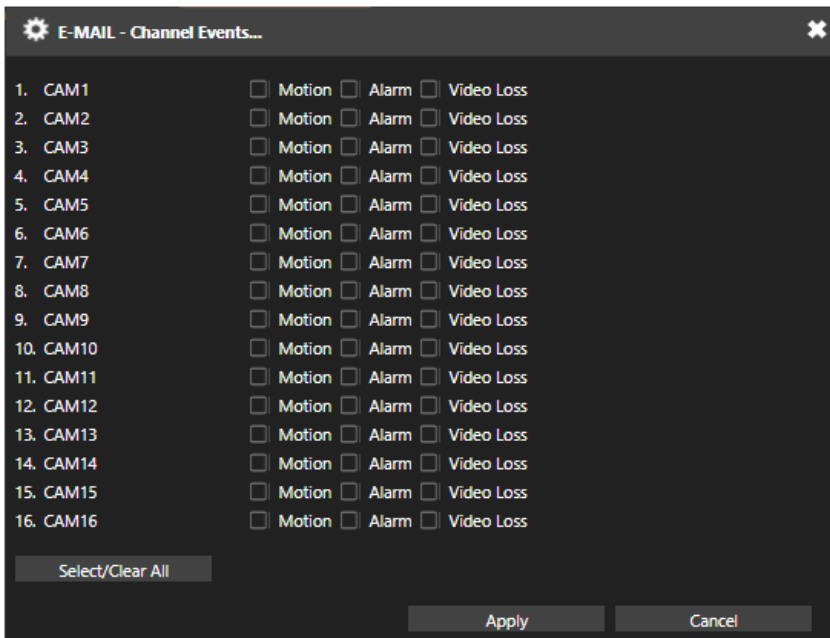 E-MAIL - Channel Events...
1. CAM1 Motion Alarm Video Loss
2. CAM2 Motion Alarm Video Loss
3. CAM3 Motion Alarm Video Loss
4. CAM4 Motion Alarm Video Loss
5. CAM5 Motion Alarm Video Loss
6. CAM6 Motion Alarm Video Loss
7. CAM7 Motion Alarm Video Loss
8. CAM8 Motion Alarm Video Loss
9. CAM9 Motion Alarm Video Loss
10. CAM10 Motion Alarm Video Loss
11. CAM11 Motion Alarm Video Loss
12. CAM12 Motion Alarm Video Loss
13. CAM13 Motion Alarm Video Loss
14. CAM14 Motion Alarm Video Loss
15. CAM15 Motion Alarm Video Loss
16. CAM16 Motion Alarm Video Loss
Select/Clear All
Apply Cancel